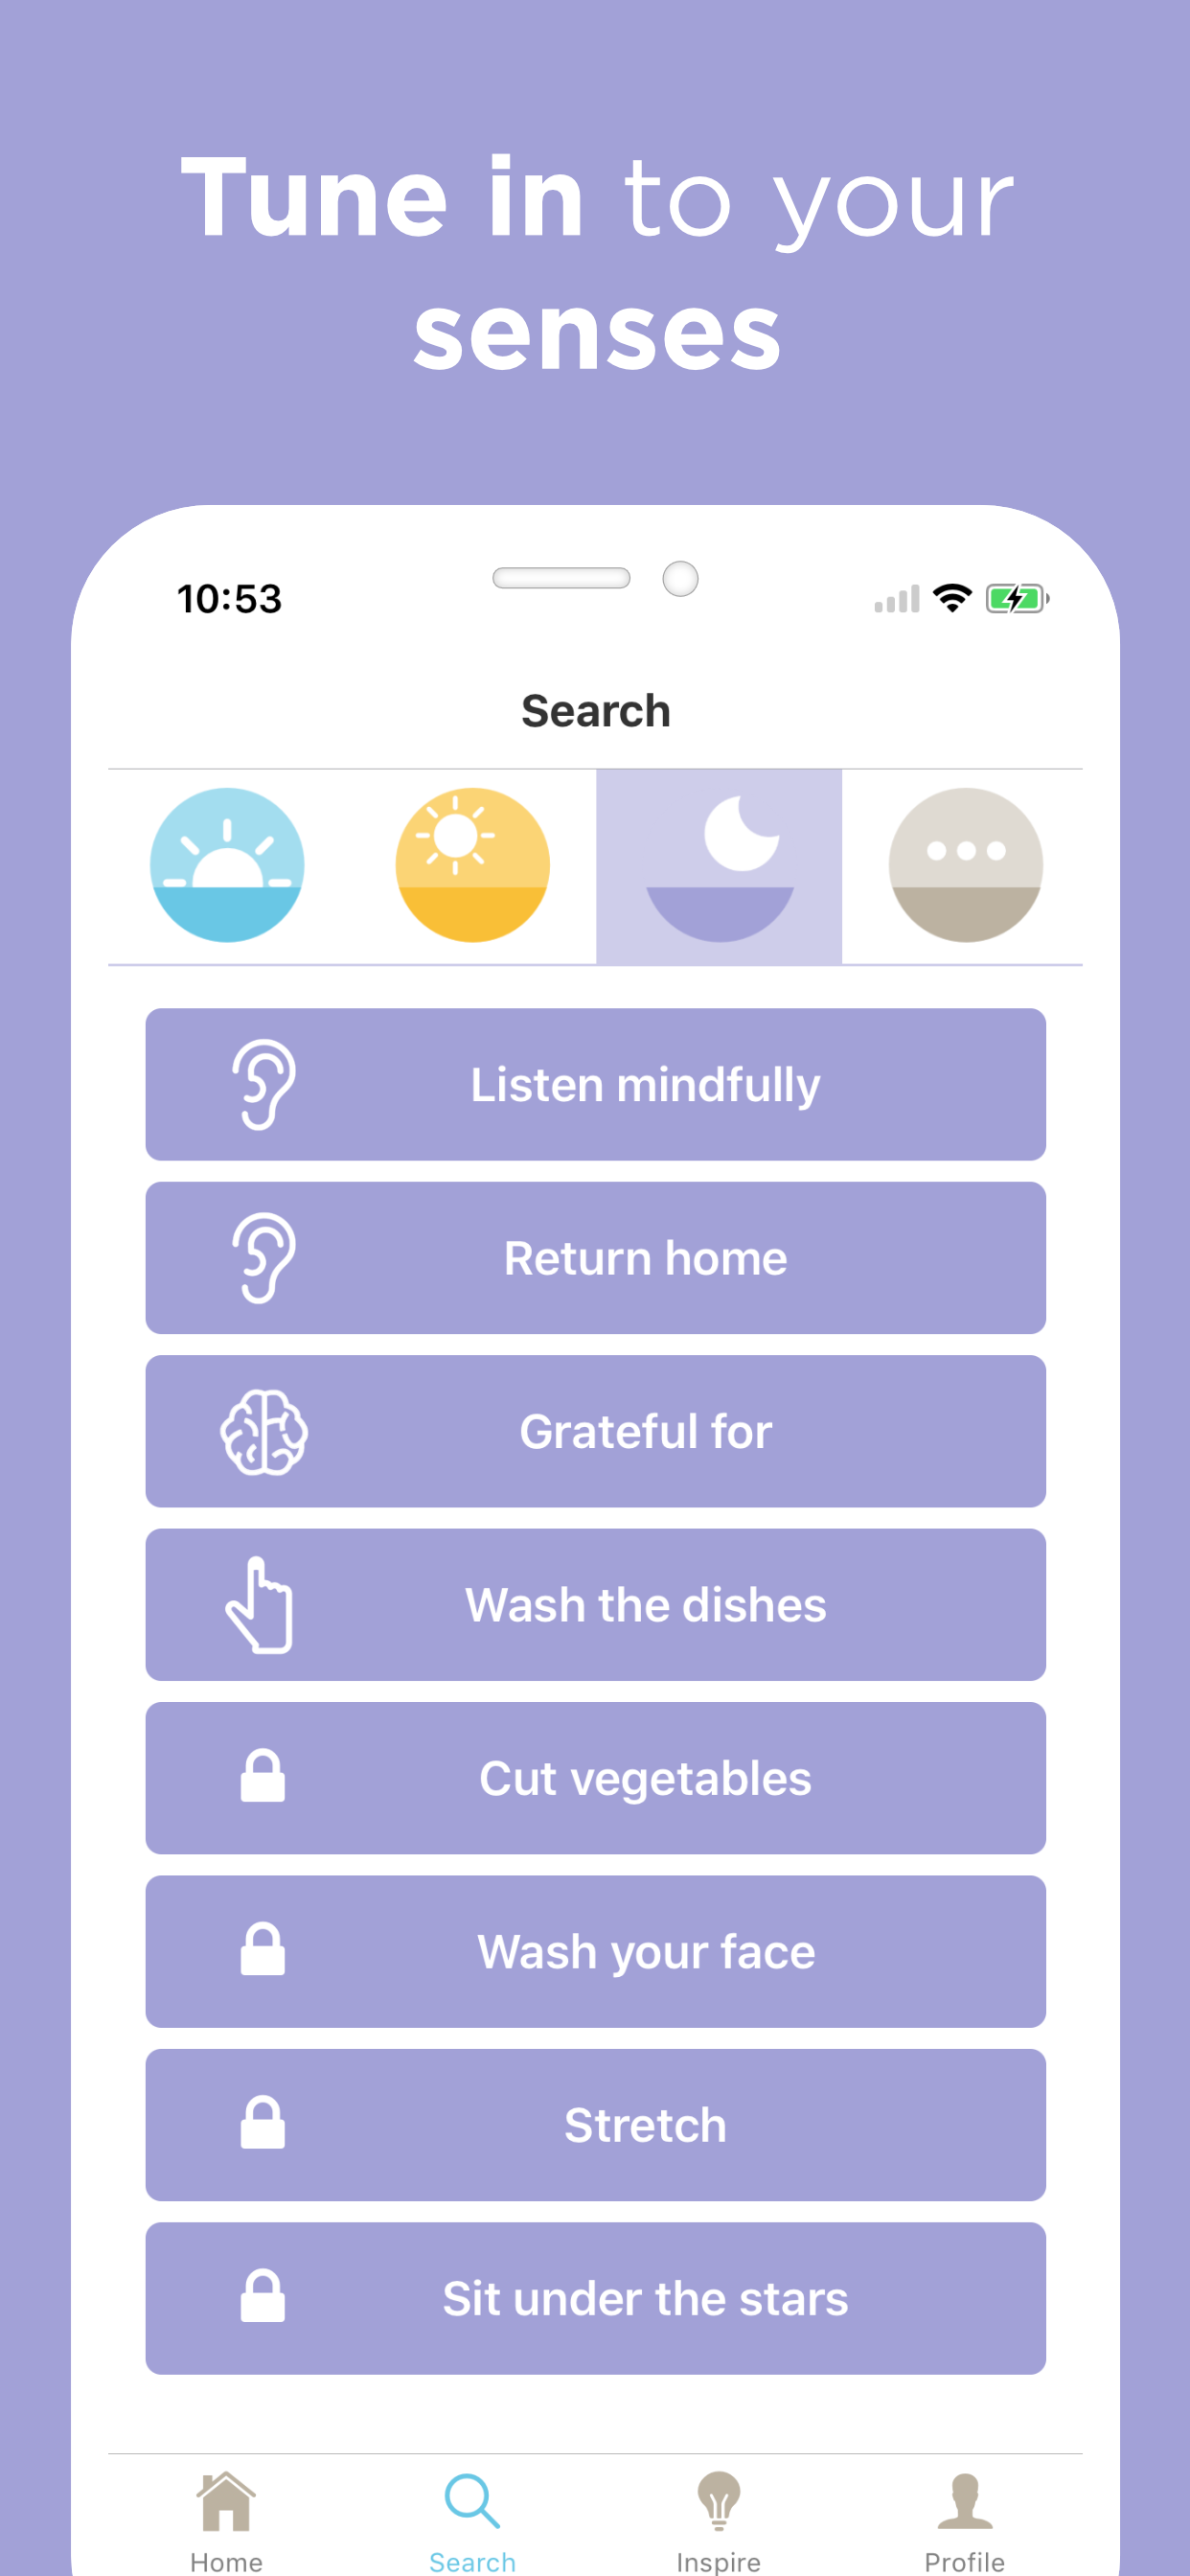 Tune in to your
senses
10:53
Search
Listen mindfully
Return home
Grateful for
Wash the dishes
Cut vegetables
Wash your face
Stretch
Sit under the stars
Home
Search
Inspire
Profile